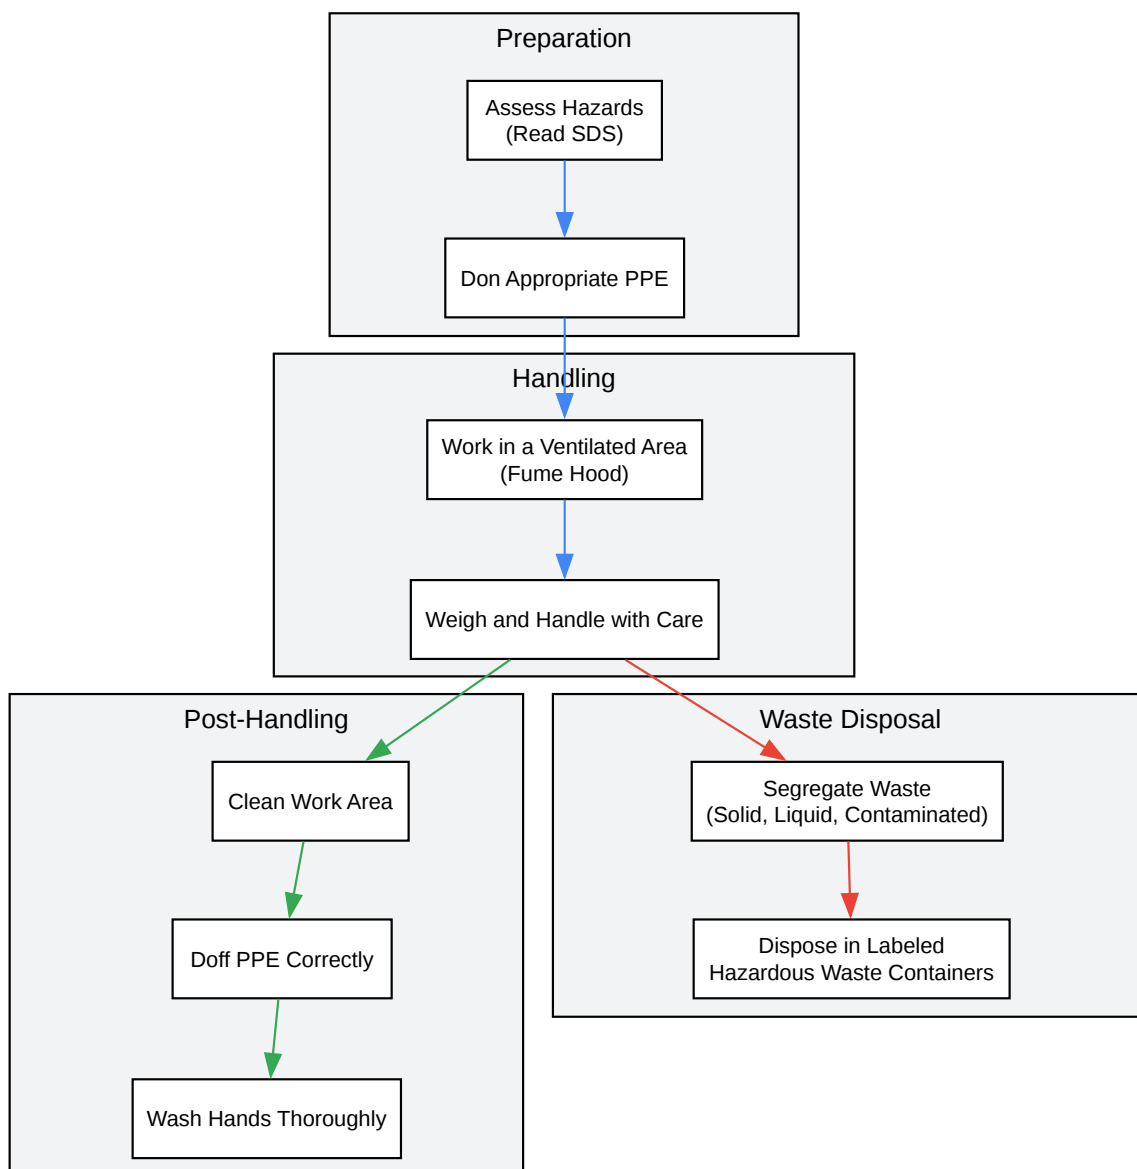 Preparation
Assess Hazards
(Read SDS)
Don Appropriate PPE
Handling
Work in a Ventilated Area
(Fume Hood)
Weigh and Handle with Care
Post-Handling
Clean Work Area
Doff PPE Correctly
Wash Hands Thoroughly
Waste Disposal
Segregate Waste
(Solid, Liquid, Contaminated)
Dispose in Labeled
Hazardous Waste Containers